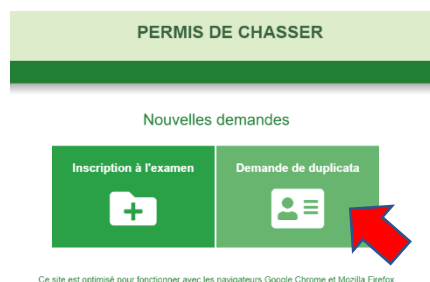 PERMIS DE CHASSER
Nouvelles demandes
Inscription à l'examen
Demande de duplicata
Ce site est optimisé pour fonctionner avec les navigateurs Google Chrome et Mozilla Firefox